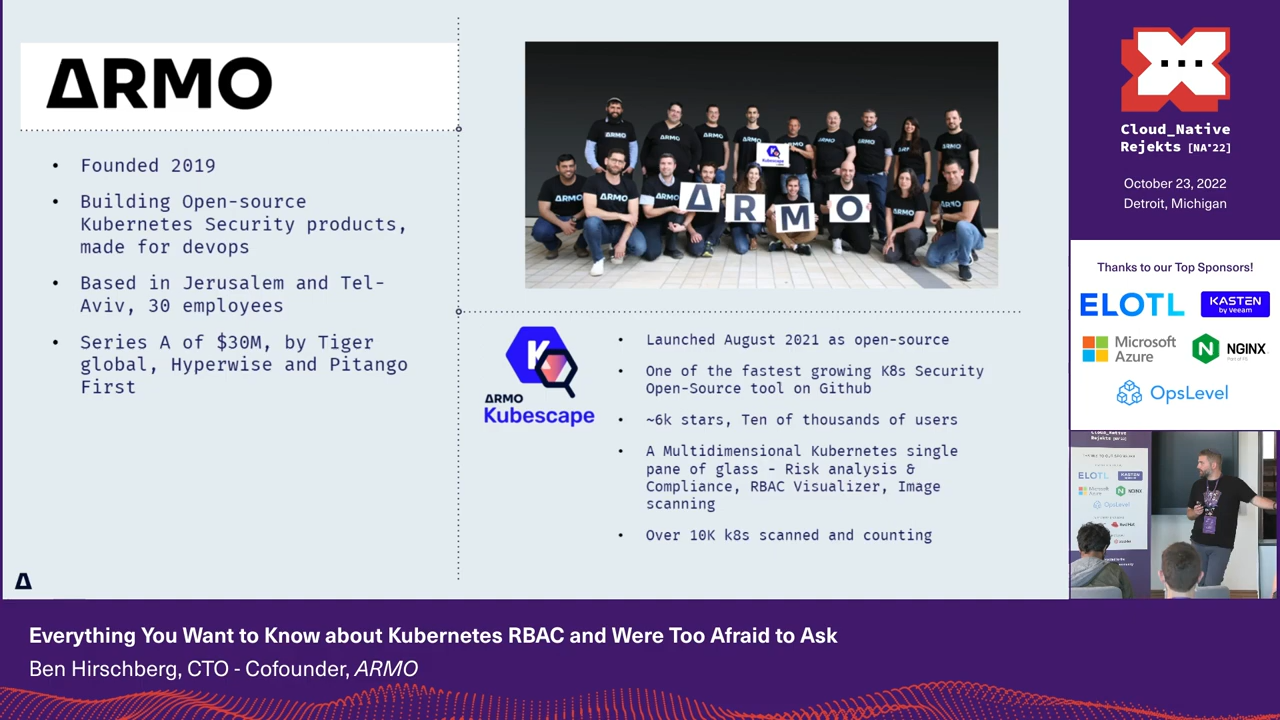 ARMO
• Founded 2019
• Building Open-source
Kubernetes Security products,
made for devops
• Based in Jerusalem and Tel-
Aviv, 30 employees
• Series A of $30M, by Tiger
global, Hyperwise and Pitango
First
ARMO
Kubescape
• Launched August 2021 as open-source
• One of the fastest growing K8s Security
Open-Source tool on Github
• ~6k stars, Ten of thousands of users
• A Multidimensional Kubernetes single
pane of glass - Risk analysis &
Compliance, RBAC Visualizer, Image
scanning
• Over 10K k8s scanned and counting
Cloud_Native
Rejekts [NA'22]
October 23, 2022
Detroit, Michigan
Thanks to our Top Sponsors!
ELOTL
KASTEN
by Veeam
Microsoft
Azure
NGINX
Part of F5
OpsLevel
Everything You Want to Know about Kubernetes RBAC and Were Too Afraid to Ask
Ben Hirschberg, CTO - Cofounder, ARMO